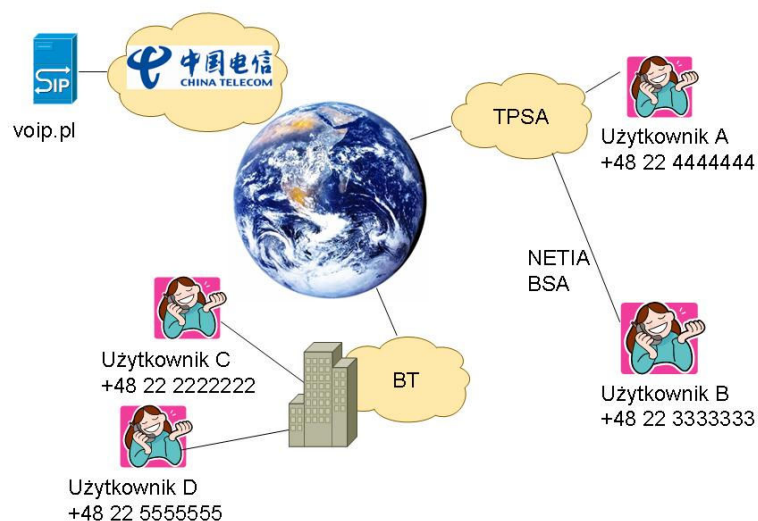 SIP
voip.pl
中国电信
CHINA TELECOM
TPSA
Użytkownik A
+48 22 4444444
NETIA
BSA
Użytkownik B
+48 22 3333333
Użytkownik C
+48 22 2222222
BT
Użytkownik D
+48 22 5555555